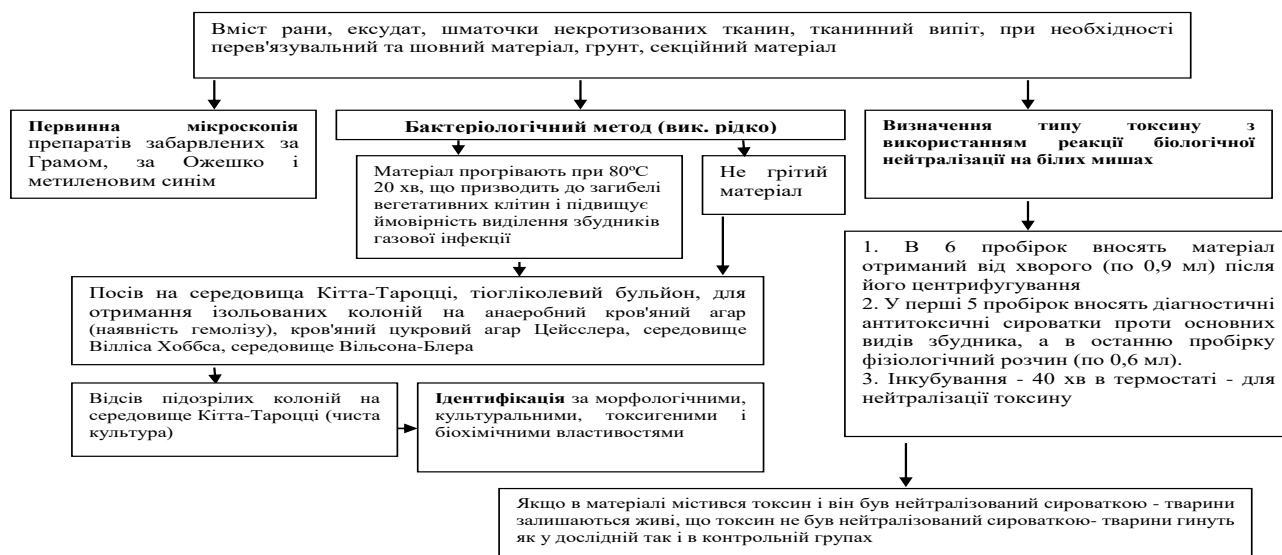 Вміст рани, ексудат, шматочки некротизованих тканин, тканинний випіт, при необхідності
перев'язувальний та шовний матеріал, грунт, секційний матеріал
Первинна мікроскопія
препаратів забарвлених за
Грамом, за Ожешко і
метиленовим синім
Бактеріологічний метод (вик. рідко)
Матеріал прогрівають при 80ºС
20 хв, що призводить до загибелі
вегетативних клітин і підвищує
ймовірність виділення збудників
газової інфекції
Не грітий
матеріал
Посів на середовища Кітта-Тароцці, тіогліколевий бульйон, для
отримання ізольованих колоній на анаеробний кров'яний агар
(наявність гемолізу), кров'яний цукровий агар Цейсслера, середовище
Вілліса Хоббса, середовище Вільсона-Блера
Відсів підозрілих колоній на
середовище Кітта-Тароцці (чиста
культура)
Ідентифікація за морфологічними,
культуральними, токсигеними і
біохімічними властивостями
Визначення типу токсину з
використанням реакції біологічної
нейтралізації на білих мишах
1. В 6 пробірок вносять матеріал
отриманий від хворого (по 0,9 мл) після
його центрифугування
2. У перші 5 пробірок вносять діагностичні
антитоксичні сироватки проти основних
видів збудника, а в останню пробірку
фізіологічний розчин (по 0,6 мл).
3. Інкубування - 40 хв в термостаті - для
нейтралізації токсину
Якщо в матеріалі містився токсин і він був нейтралізований сироваткою - тварини
залишаються живі, що токсин не був нейтралізований сироваткою- тварини гинуть
як у дослідній так і в контрольній групах